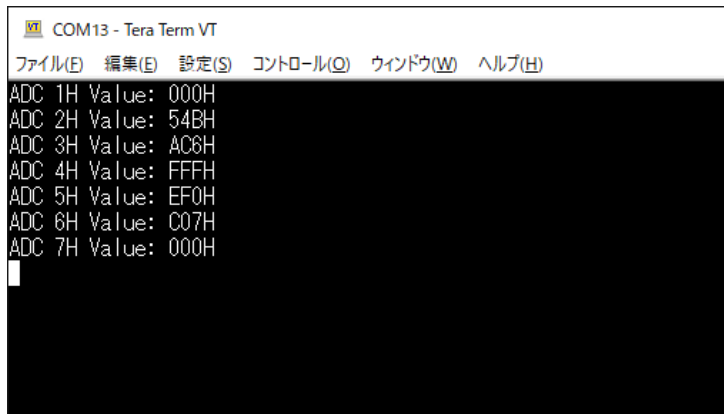 COM13 - Tera Term VT
ファイル(F) 編集(E) 設定(S) コントロール(O) ウィンドウ(W) ヘルプ(H)
ADC 1H Value: 000H
ADC 2H Value: 54BH
ADC 3H Value: AC6H
ADC 4H Value: FFFH
ADC 5H Value: EF0H
ADC 6H Value: C07H
ADC 7H Value: 000H